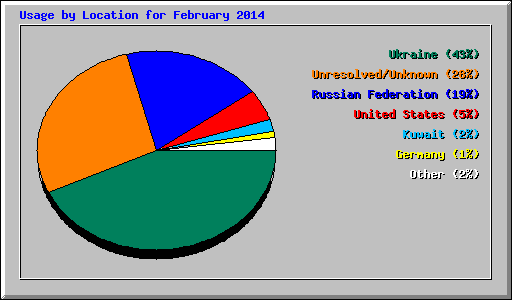 Usage by Location for February 2014
Ukraine (43%)
Unresolved/Unknown (28%)
Russian Federation (19%)
United States (5%)
Kuwait (2%)
Germany (1%)
Other (2%)